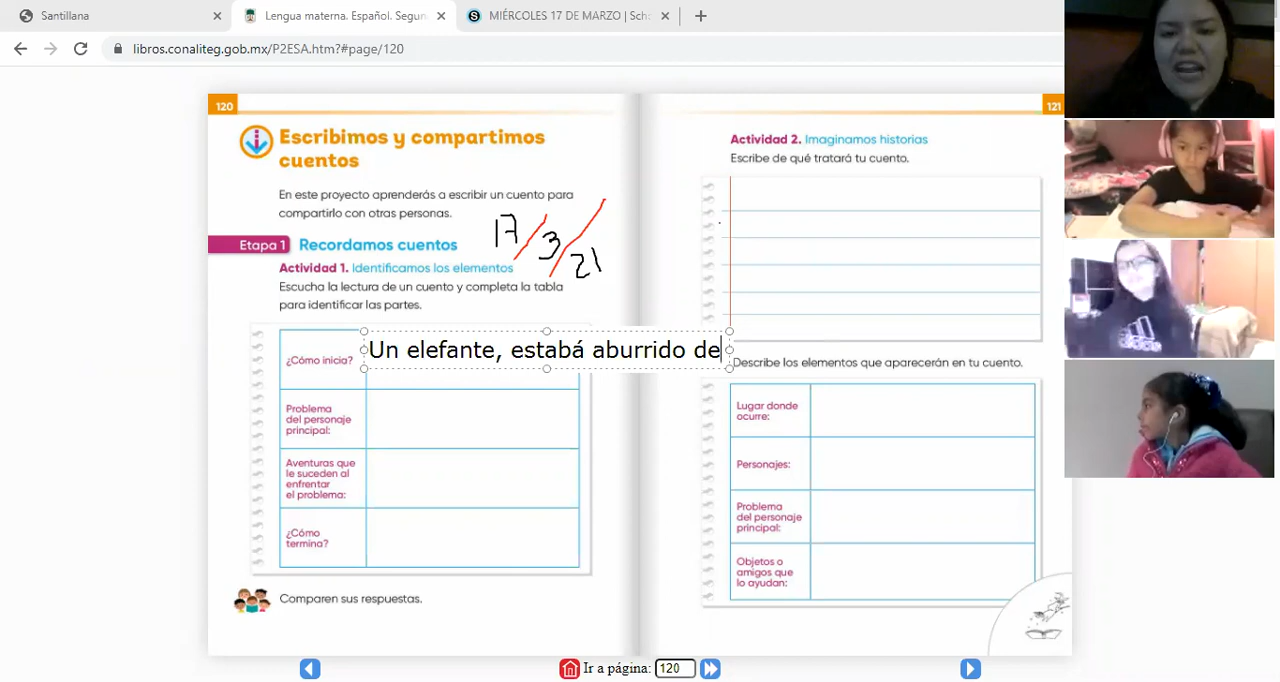 Santillana
Lengua materna. Español. Segun
MIÉRCOLES 17 DE MARZO | Sch
libros.conaliteg.gob.mx/P2ESA.htm?#page/120
120
Escribimos y compartimos
cuentos
En este proyecto aprenderás a escribir un cuento para
compartirlo con otras personas.
17/3/21
Etapa 1
Recordamos cuentos
Actividad 1. Identificamos los elementos
Escucha la lectura de un cuento y completa la tabla
para identificar las partes.
¿Cómo inicia?
Un elefante, estabá aburrido de
Problema
del personaje
principal:
Aventuras que
le suceden al
enfrentar
el problema:
¿Cómo
termina?
Comparen sus respuestas.
121
Actividad 2. Imaginamos historias
Escribe de qué tratará tu cuento.
Describe los elementos que aparecerán en tu cuento.
Lugar donde
ocurre:
Personajes:
Problema
del personaje
principal:
Objetos o
amigos que
lo ayudan:
Ir a página: 120
adidas